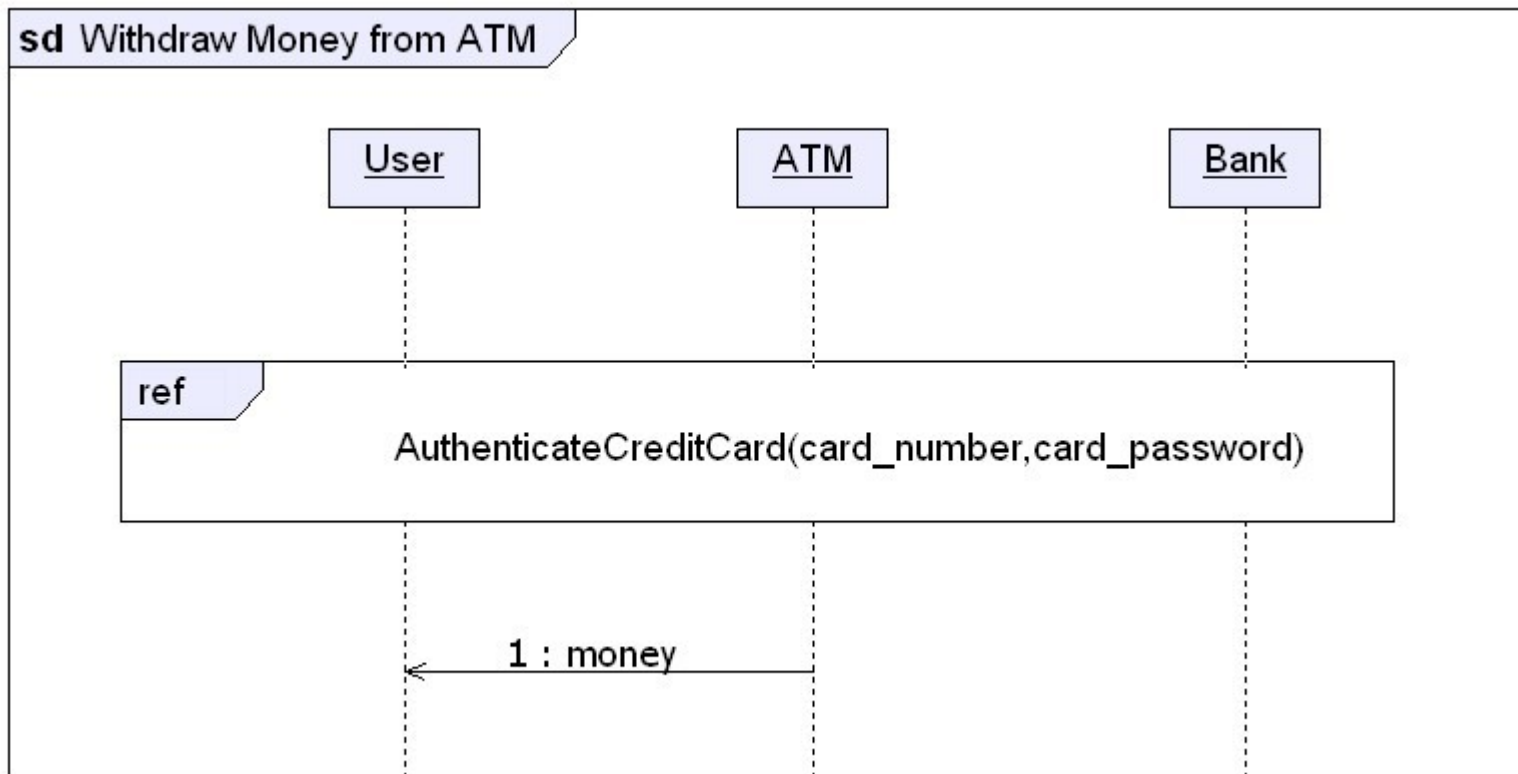 sd Withdraw Money from ATM
User ATM Bank
ref
AuthenticateCreditCard(card_number,card_password)
1 : money